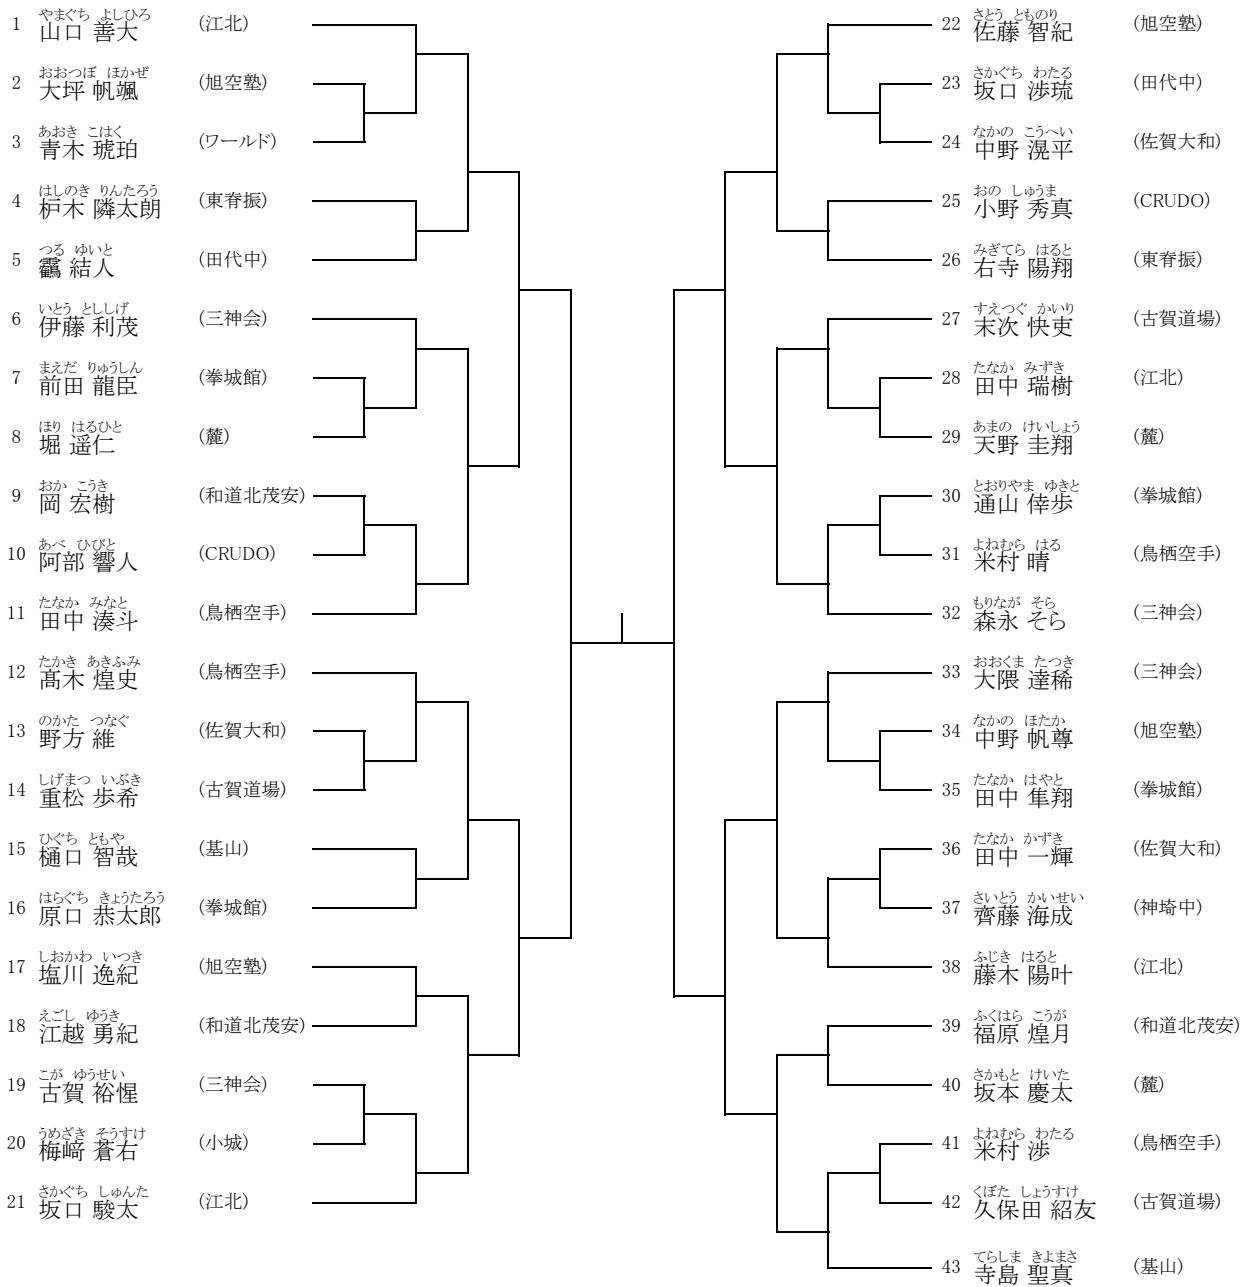 やまぐち よしひろ
1 山口 善大 (江北)
おおつぼ ほかぜ
2 大坪 帆颯 (旭空塾)
あおき こはく
3 青木 琥珀 (ワールド)
はしのき りんたろう
4 枦木 隣太朗 (東脊振)
つる ゆいと
5 靏 結人 (田代中)
いとう としげ
6 伊藤 利茂 (三神会)
まえだ りゅうしん
7 前田 龍臣 (拳城館)
ほり はるひと
8 堀 遥仁 (麓)
おか こうき
9 岡 宏樹 (和道北茂安)
あべ ひびと
10 阿部 響人 (CRUDO)
たなか みなと
11 田中 湊斗 (鳥栖空手)
たかき あきふみ
12 髙木 煌史 (鳥栖空手)
のかた つなぐ
13 野方 維 (佐賀大和)
しげまつ いぶき
14 重松 歩希 (古賀道場)
ひぐち ともや
15 樋口 智哉 (基山)
はらぐち きょうたろう
16 原口 恭太郎 (拳城館)
しおかわ いつき
17 塩川 逸紀 (旭空塾)
えごし ゆうき
18 江越 勇紀 (和道北茂安)
こが ゆうせい
19 古賀 裕惺 (三神会)
うめざき そうすけ
20 梅﨑 蒼右 (小城)
さかぐち しゅんた
21 坂口 駿太 (江北)
さとう とものり
22 佐藤 智紀 (旭空塾)
さかぐち わたる
23 坂口 渉琉 (田代中)
なかの こうへい
24 中野 滉平 (佐賀大和)
おの しゅうま
25 小野 秀真 (CRUDO)
みぎてら はると
26 右寺 陽翔 (東脊振)
すえつぐ かいり
27 末次 快吏 (古賀道場)
たなか みずき
28 田中 瑞樹 (江北)
あまの けいしょう
29 天野 圭翔 (麓)
とおりやま ゆきと
30 通山 倖歩 (拳城館)
よねむら はる
31 米村 晴 (鳥栖空手)
もりなが そら
32 森永 そら (三神会)
おおくま たつき
33 大隈 達稀 (三神会)
なかの ほたか
34 中野 帆尊 (旭空塾)
たなか はやと
35 田中 隼翔 (拳城館)
たなか かずき
36 田中 一輝 (佐賀大和)
さいとう かいせい
37 齊藤 海成 (神埼中)
ふじき はると
38 藤木 陽叶 (江北)
ふくはら こうが
39 福原 煌月 (和道北茂安)
さかもと けいた
40 坂本 慶太 (麓)
よねむら わたる
41 米村 渉 (鳥栖空手)
くぼた しょうすけ
42 久保田 紹友 (古賀道場)
てらしま きよまさ
43 寺島 聖真 (基山)